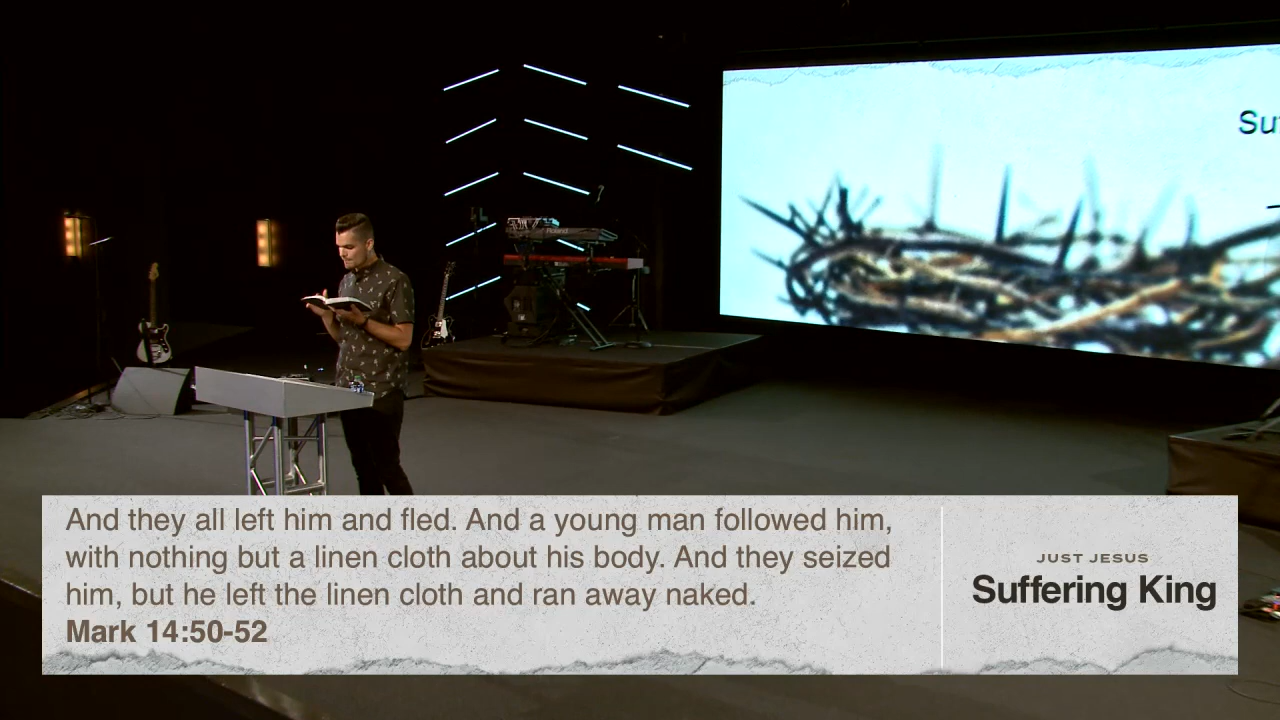 Su
Roland
And they all left him and fled. And a young man followed him,
with nothing but a linen cloth about his body. And they seized
him, but he left the linen cloth and ran away naked.
Mark 14:50-52
JUST JESUS
Suffering King